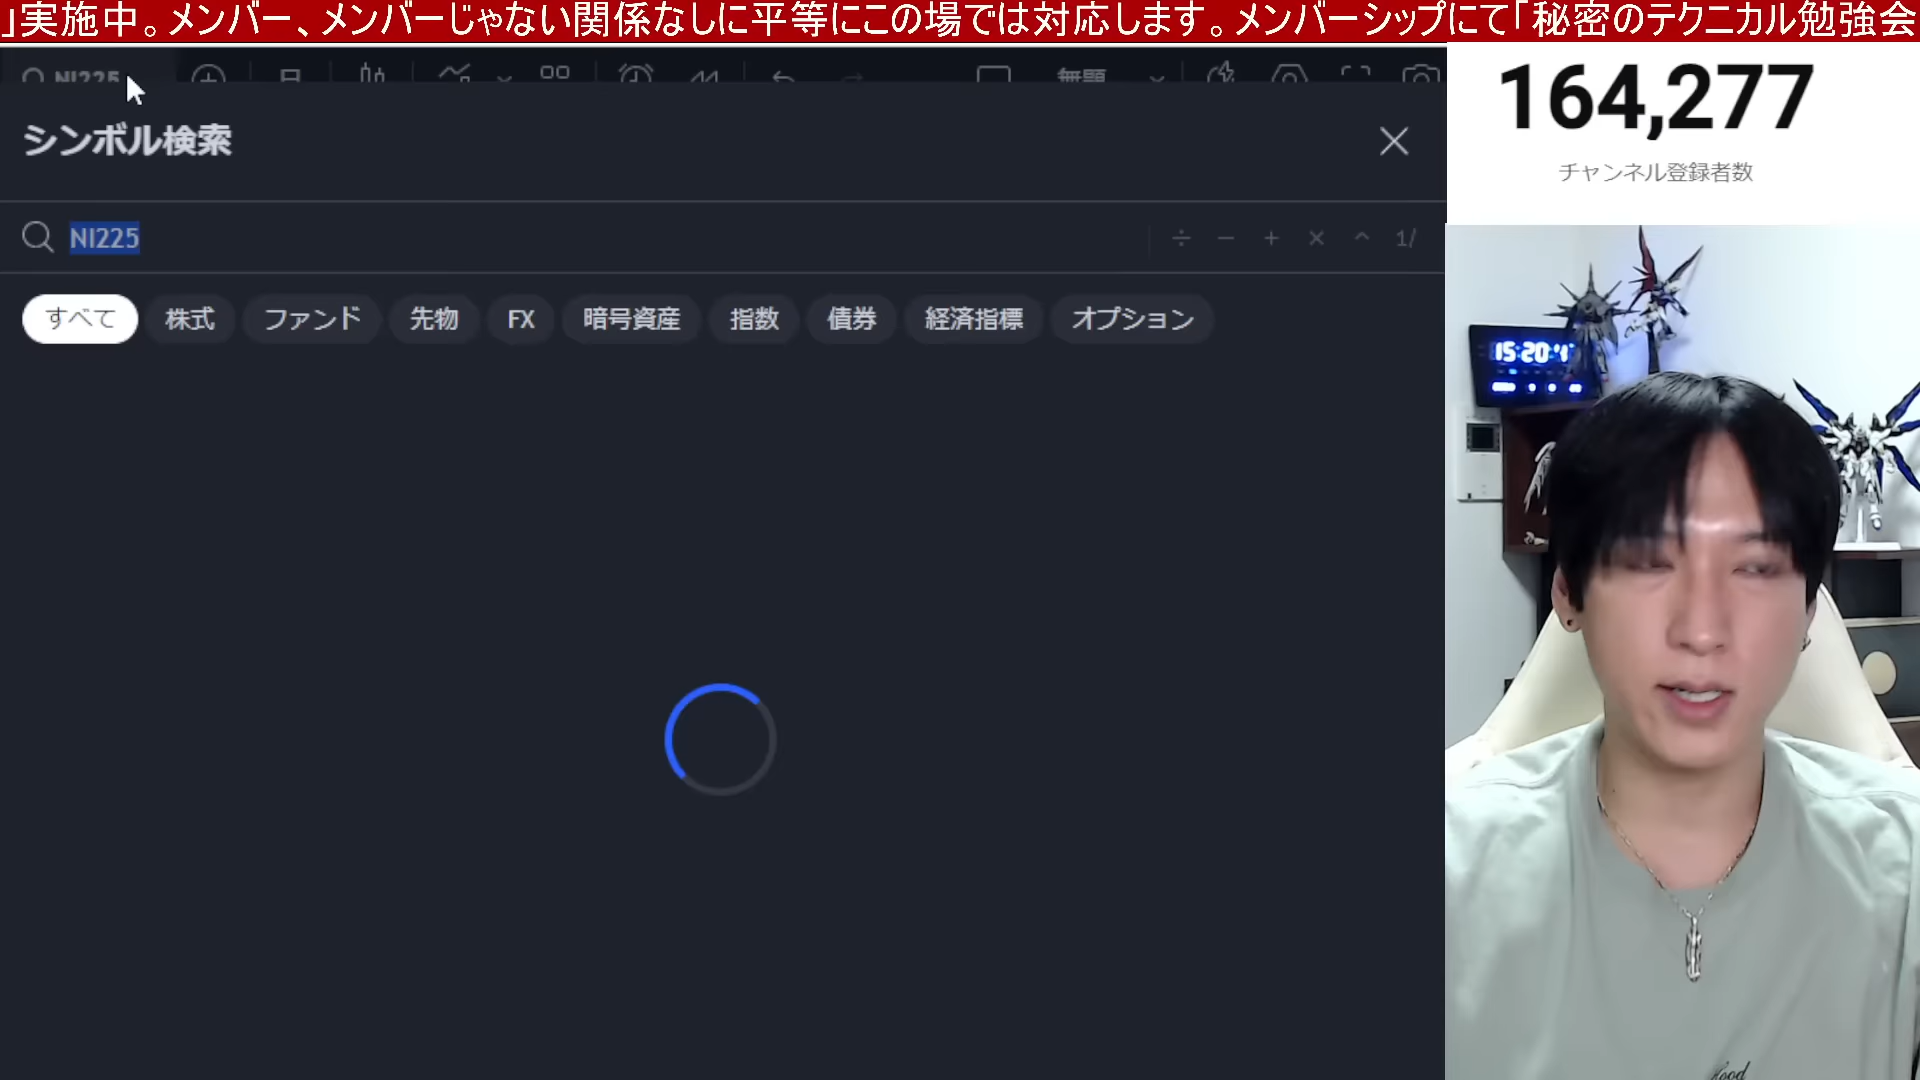 」実施中。メンバー、メンバーじゃない関係なしに平等にこの場では対応します。メンバーシップにて「秘密のテクニカル勉強会
NI225
無題
164,277
チャンネル登録者数
シンボル検索
NI225
÷ − + × ^ 1/
すべて 株式 ファンド 先物 FX 暗号資産 指数 債券 経済指標 オプション